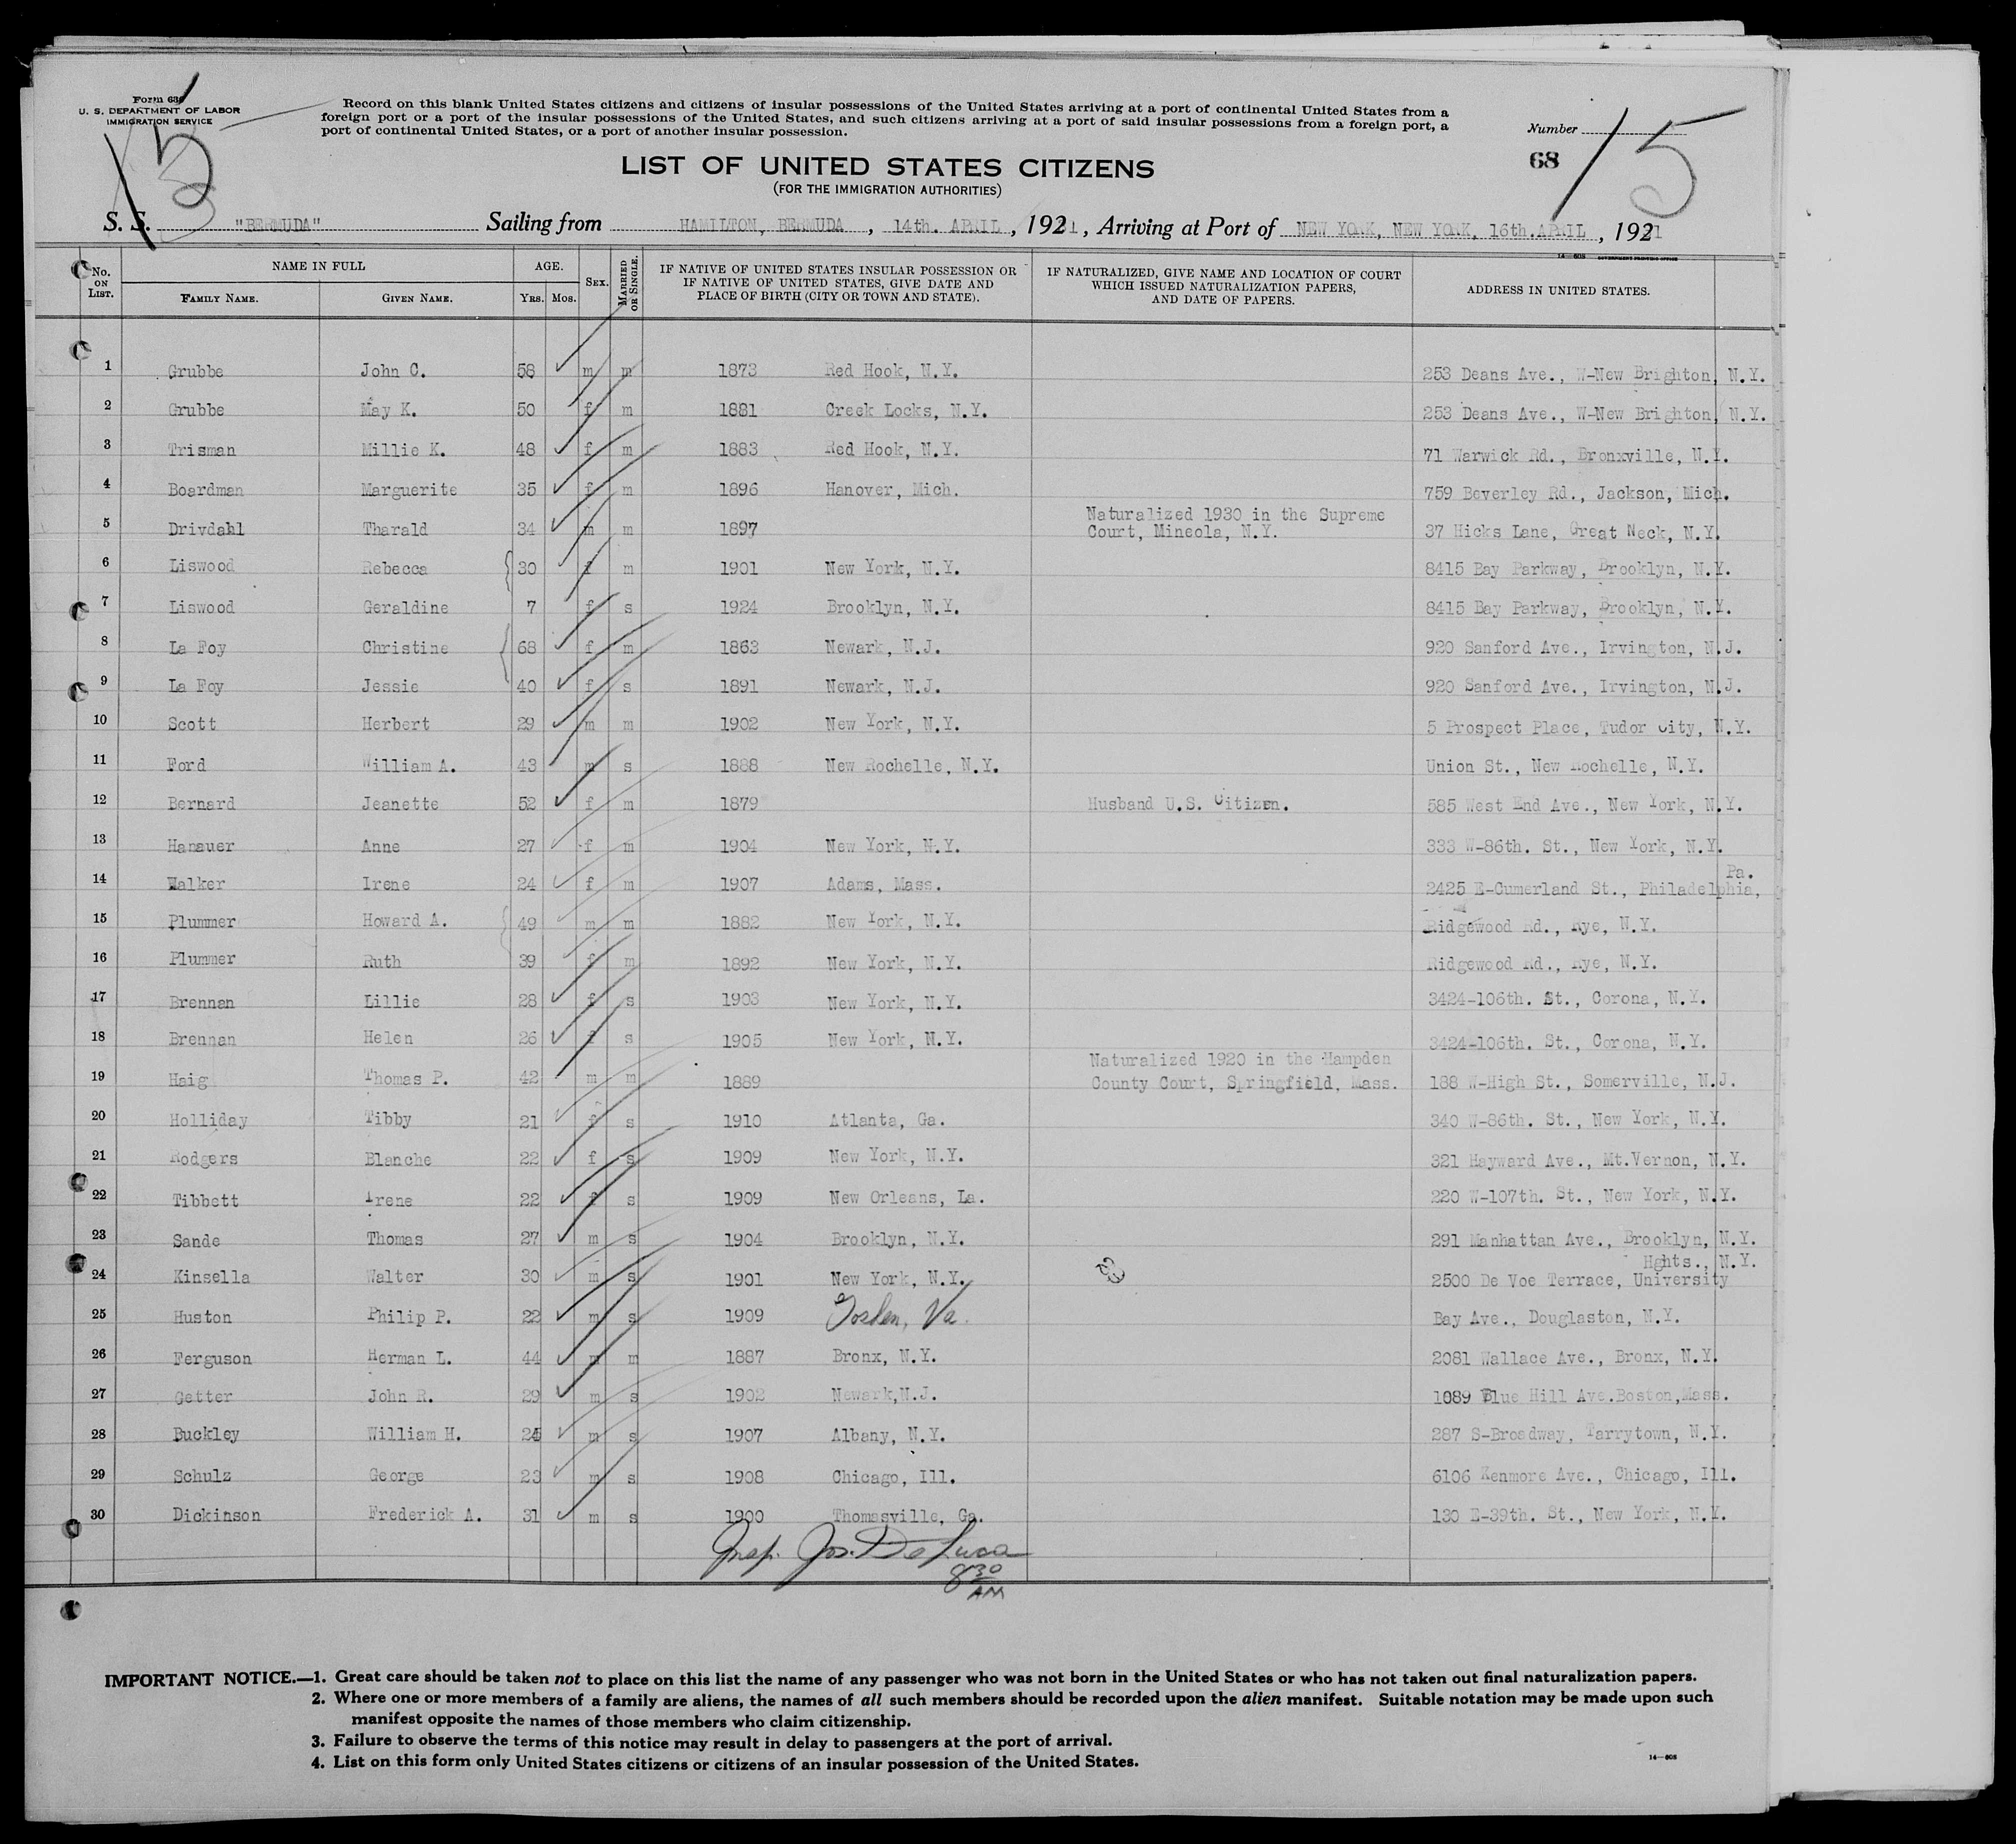 Form 630
U. S. DEPARTMENT OF LABOR
IMMIGRATION SERVICE
Record on this blank United States citizens and citizens of insular possessions of the United States arriving at a port of continental United States from a
foreign port or a port of the insular possessions of the United States, and such citizens arriving at a port of said insular possessions from a foreign port, a
port of continental United States, or a port of another insular possession.
Number
68
15
LIST OF UNITED STATES CITIZENS
(FOR THE IMMIGRATION AUTHORITIES)
S. S. "BERMUDA" Sailing from HAMILTON, BERMUDA , 14th. APRIL , 1931, Arriving at Port of NEW YORK, NEW YORK, 16th.APRIL , 1931
14—608 GOVERNMENT PRINTING OFFICE
No. ON LIST. NAME IN FULL FAMILY NAME. GIVEN NAME. AGE. YRS. MOS. SEX. MARRIED OR SINGLE. IF NATIVE OF UNITED STATES INSULAR POSSESSION OR IF NATIVE OF UNITED STATES, GIVE DATE AND PLACE OF BIRTH (CITY OR TOWN AND STATE). IF NATURALIZED, GIVE NAME AND LOCATION OF COURT WHICH ISSUED NATURALIZATION PAPERS, AND DATE OF PAPERS. ADDRESS IN UNITED STATES.
1 Grubbe John C. 58 m m 1873 Red Hook, N.Y. 253 Deans Ave., W-New Brighton, N.Y.
2 Grubbe May K. 50 f m 1881 Creek Locks, N.Y. 253 Deans Ave., W-New Brighton, N.Y.
3 Trisman Millie K. 48 f m 1883 Red Hook, N.Y. 71 Warwick Rd., Bronxville, N.Y.
4 Boardman Marguerite 35 f m 1896 Hanover, Mich. 759 Beverley Rd., Jackson, Mich.
5 Drivdahl Tharald 34 m m 1897 Naturalized 1930 in the Supreme Court, Mineola, N.Y. 37 Hicks Lane, Great Neck, N.Y.
6 Liswood Rebecca 30 f m 1901 New York, N.Y. 8415 Bay Parkway, Brooklyn, N.Y.
7 Liswood Geraldine 7 f s 1924 Brooklyn, N.Y. 8415 Bay Parkway, Brooklyn, N.Y.
8 La Foy Christine 68 f m 1863 Newark, N.J. 920 Sanford Ave., Irvington, N.J.
9 La Foy Jessie 40 f s 1891 Newark, N.J. 920 Sanford Ave., Irvington, N.J.
10 Scott Herbert 29 m m 1902 New York, N.Y. 5 Prospect Place, Tudor City, N.Y.
11 Ford William A. 43 m s 1888 New Rochelle, N.Y. Union St., New Rochelle, N.Y.
12 Bernard Jeanette 52 f m 1879 Husband U.S. Citizen. 585 West End Ave., New York, N.Y.
13 Hanauer Anne 27 f m 1904 New York, N.Y. 333 W-86th. St., New York, N.Y.
14 Walker Irene 24 f m 1907 Adams, Mass. 2425 E-Cumerland St., Philadelphia, Pa.
15 Plummer Howard A. 49 m m 1882 New York, N.Y. Ridgewood Rd., Rye, N.Y.
16 Plummer Ruth 39 f m 1892 New York, N.Y. Ridgewood Rd., Rye, N.Y.
17 Brennan Lillie 28 f s 1903 New York, N.Y. 3424-106th. St., Corona, N.Y.
18 Brennan Helen 26 f s 1905 New York, N.Y. 3424-106th. St., Corona, N.Y.
19 Haig Thomas P. 42 m m 1889 Naturalized 1920 in the Hampden County Court, Springfield, Mass. 188 W-High St., Somerville, N.J.
20 Holliday Tibby 21 f s 1910 Atlanta, Ga. 340 W-86th. St., New York, N.Y.
21 Rodgers Blanche 22 f s 1909 New York, N.Y. 321 Hayward Ave., Mt.Vernon, N.Y.
22 Tibbett Irene 22 f s 1909 New Orleans, La. 220 W-107th. St., New York, N.Y.
23 Sande Thomas 27 m s 1904 Brooklyn, N.Y. 291 Manhattan Ave., Brooklyn, N.Y.
24 Kinsella Walter 30 m s 1901 New York, N.Y. 2500 De Voe Terrace, University Hghts., N.Y.
25 Huston Philip P. 22 m s 1909 Goshen, Va. Bay Ave., Douglaston, N.Y.
26 Ferguson Herman L. 44 m m 1887 Bronx, N.Y. 2081 Wallace Ave., Bronx, N.Y.
27 Getter John R. 29 m s 1902 Newark,N.J. 1089 Blue Hill Ave.Boston,Mass.
28 Buckley William H. 24 m s 1907 Albany, N.Y. 287 S-Broadway, Tarrytown, N.Y.
29 Schulz George 23 m s 1908 Chicago, Ill. 6106 Kenmore Ave., Chicago, Ill.
30 Dickinson Frederick A. 31 m s 1900 Thomasville, Ga. 130 E-39th. St., New York, N.Y.
Insp. Jos. DeLuca
8 30 AM
IMPORTANT NOTICE.—1. Great care should be taken not to place on this list the name of any passenger who was not born in the United States or who has not taken out final naturalization papers.
2. Where one or more members of a family are aliens, the names of all such members should be recorded upon the alien manifest. Suitable notation may be made upon such
manifest opposite the names of those members who claim citizenship.
3. Failure to observe the terms of this notice may result in delay to passengers at the port of arrival.
4. List on this form only United States citizens or citizens of an insular possession of the United States.
14—608